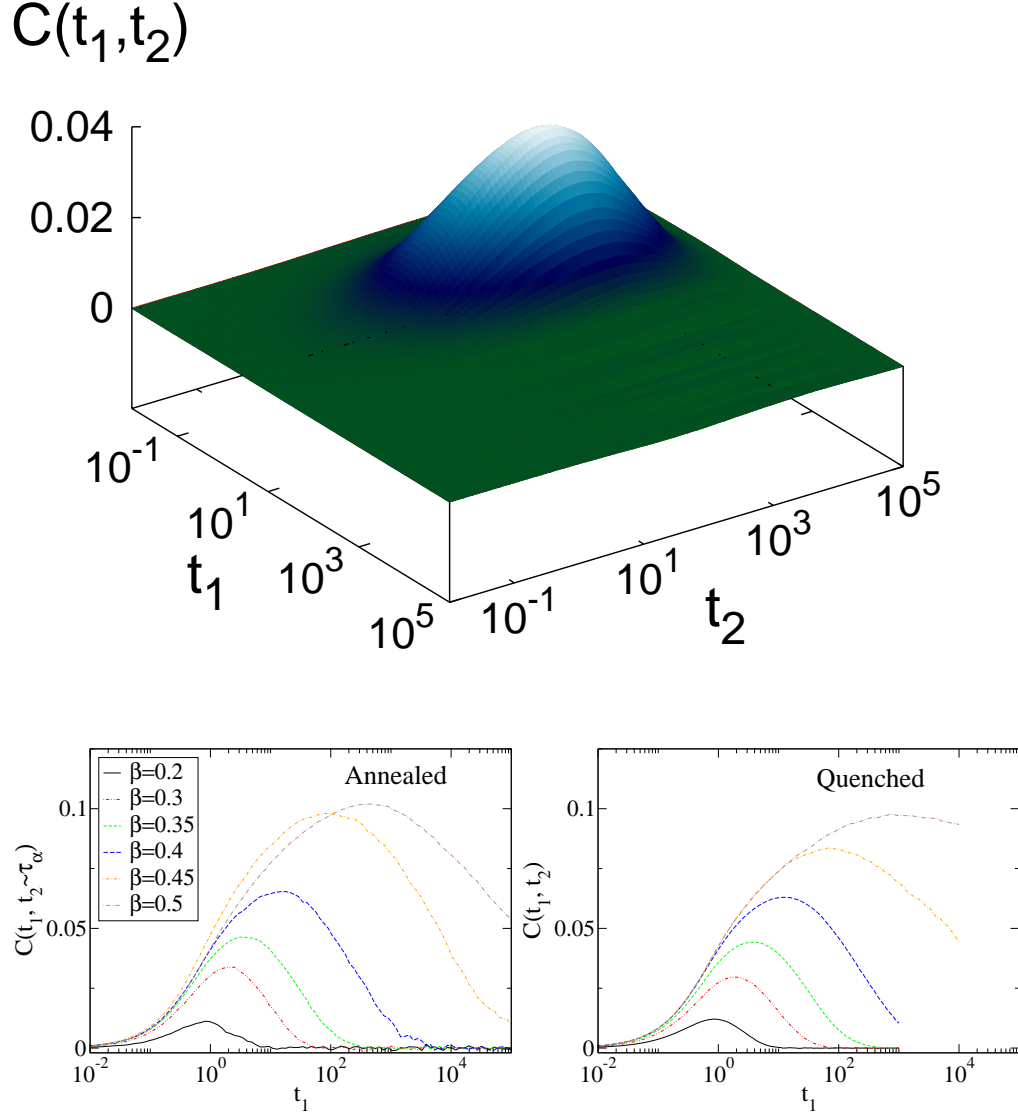 C(t₁,t₂)
0.04
0.02
0
10⁻¹
10¹
10³
10⁵
t₁
10⁻¹
10¹
10³
10⁵
t₂
Annealed
β=0.2
β=0.3
β=0.35
β=0.4
β=0.45
β=0.5
C(t₁, t₂~τ_α)
0.1
0.05
0
10⁻²
10⁰
10²
10⁴
t₁
Quenched
C(t₁, t₂)
0.1
0.05
0
10⁻²
10⁰
10²
10⁴
t₁